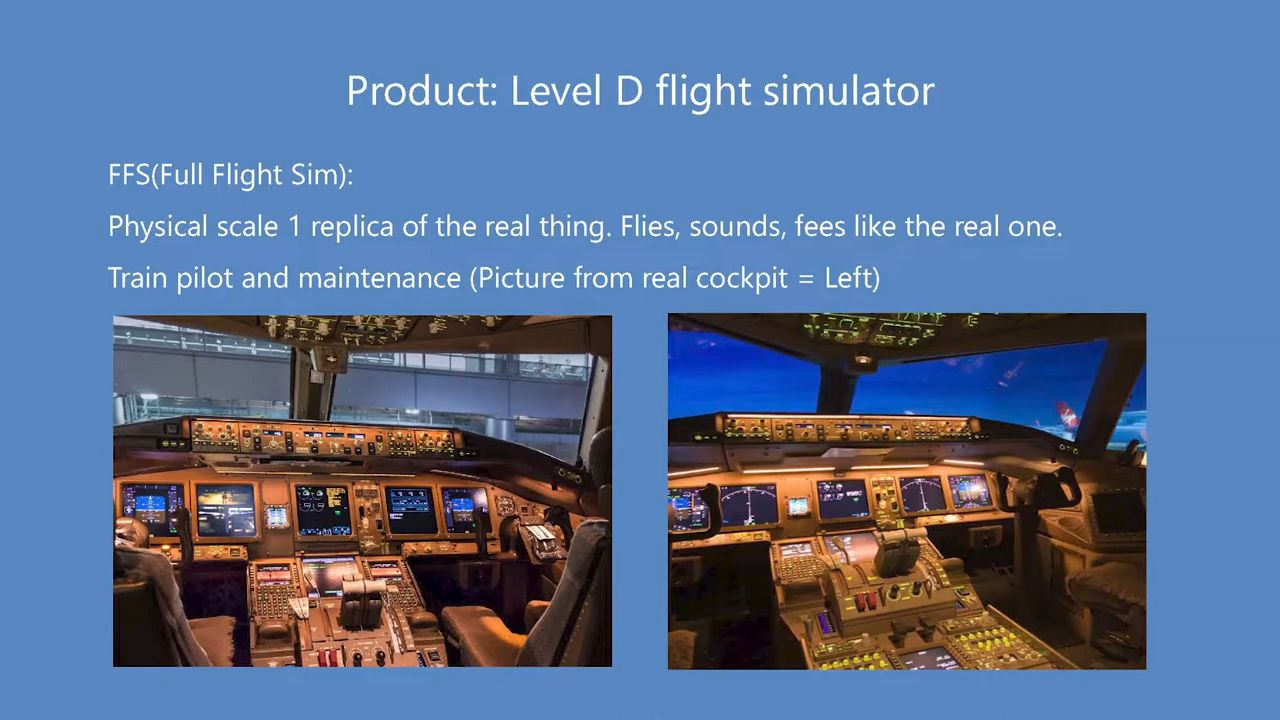 Product: Level D flight simulator
FFS(Full Flight Sim):
Physical scale 1 replica of the real thing. Flies, sounds, fees like the real one.
Train pilot and maintenance (Picture from real cockpit = Left)